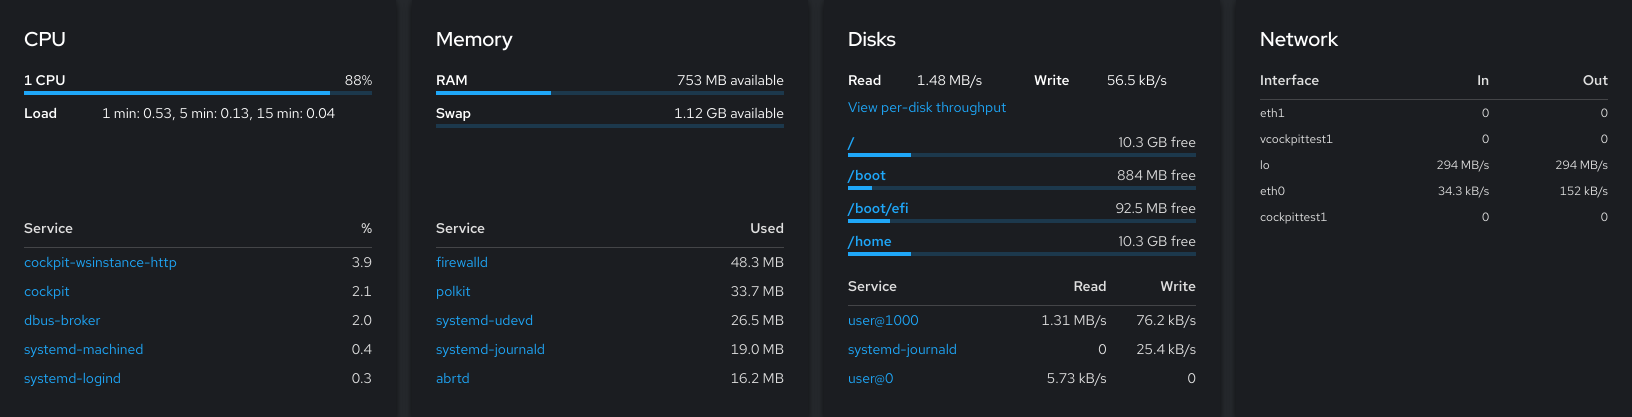 CPU
1 CPU 88%
Load 1 min: 0.53, 5 min: 0.13, 15 min: 0.04
Service %
cockpit-wsinstance-http 3.9
cockpit 2.1
dbus-broker 2.0
systemd-machined 0.4
systemd-logind 0.3
Memory
RAM 753 MB available
Swap 1.12 GB available
Service Used
firewalld 48.3 MB
polkit 33.7 MB
systemd-udevd 26.5 MB
systemd-journald 19.0 MB
abrtd 16.2 MB
Disks
Read 1.48 MB/s Write 56.5 kB/s
View per-disk throughput
/ 10.3 GB free
/boot 884 MB free
/boot/efi 92.5 MB free
/home 10.3 GB free
Service Read Write
user@1000 1.31 MB/s 76.2 kB/s
systemd-journald 0 25.4 kB/s
user@0 5.73 kB/s 0
Network
Interface In Out
eth1 0 0
vcockpittest1 0 0
lo 294 MB/s 294 MB/s
eth0 34.3 kB/s 152 kB/s
cockpittest1 0 0